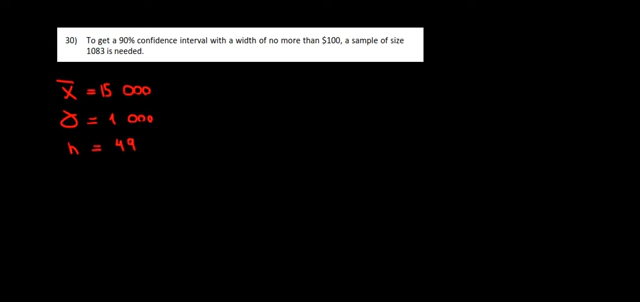 30) To get a 90% confidence interval with a width of no more than $100, a sample of size
1083 is needed.
x̅ = 15 000
σ = 1 000
n = 49